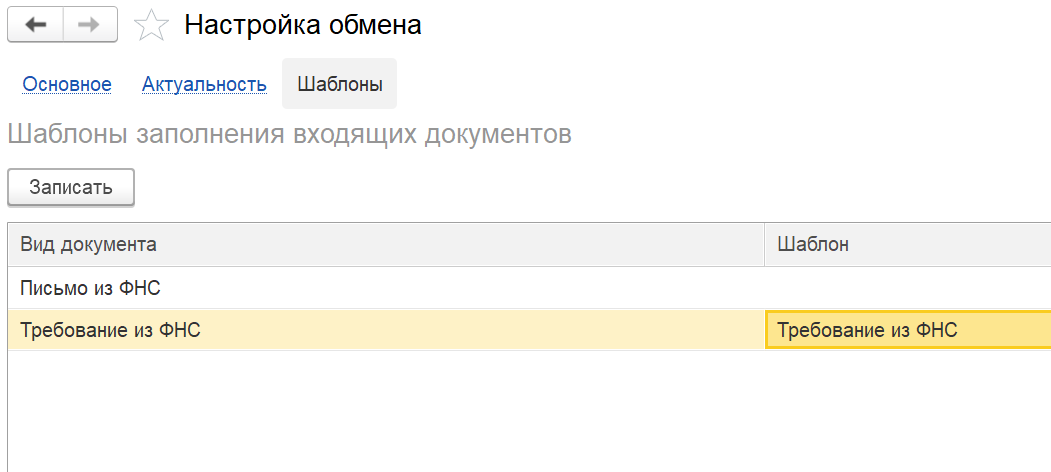 Настройка обмена
Основное Актуальность Шаблоны
Шаблоны заполнения входящих документов
Записать
Вид документа Шаблон
Письмо из ФНС
Требование из ФНС Требование из ФНС